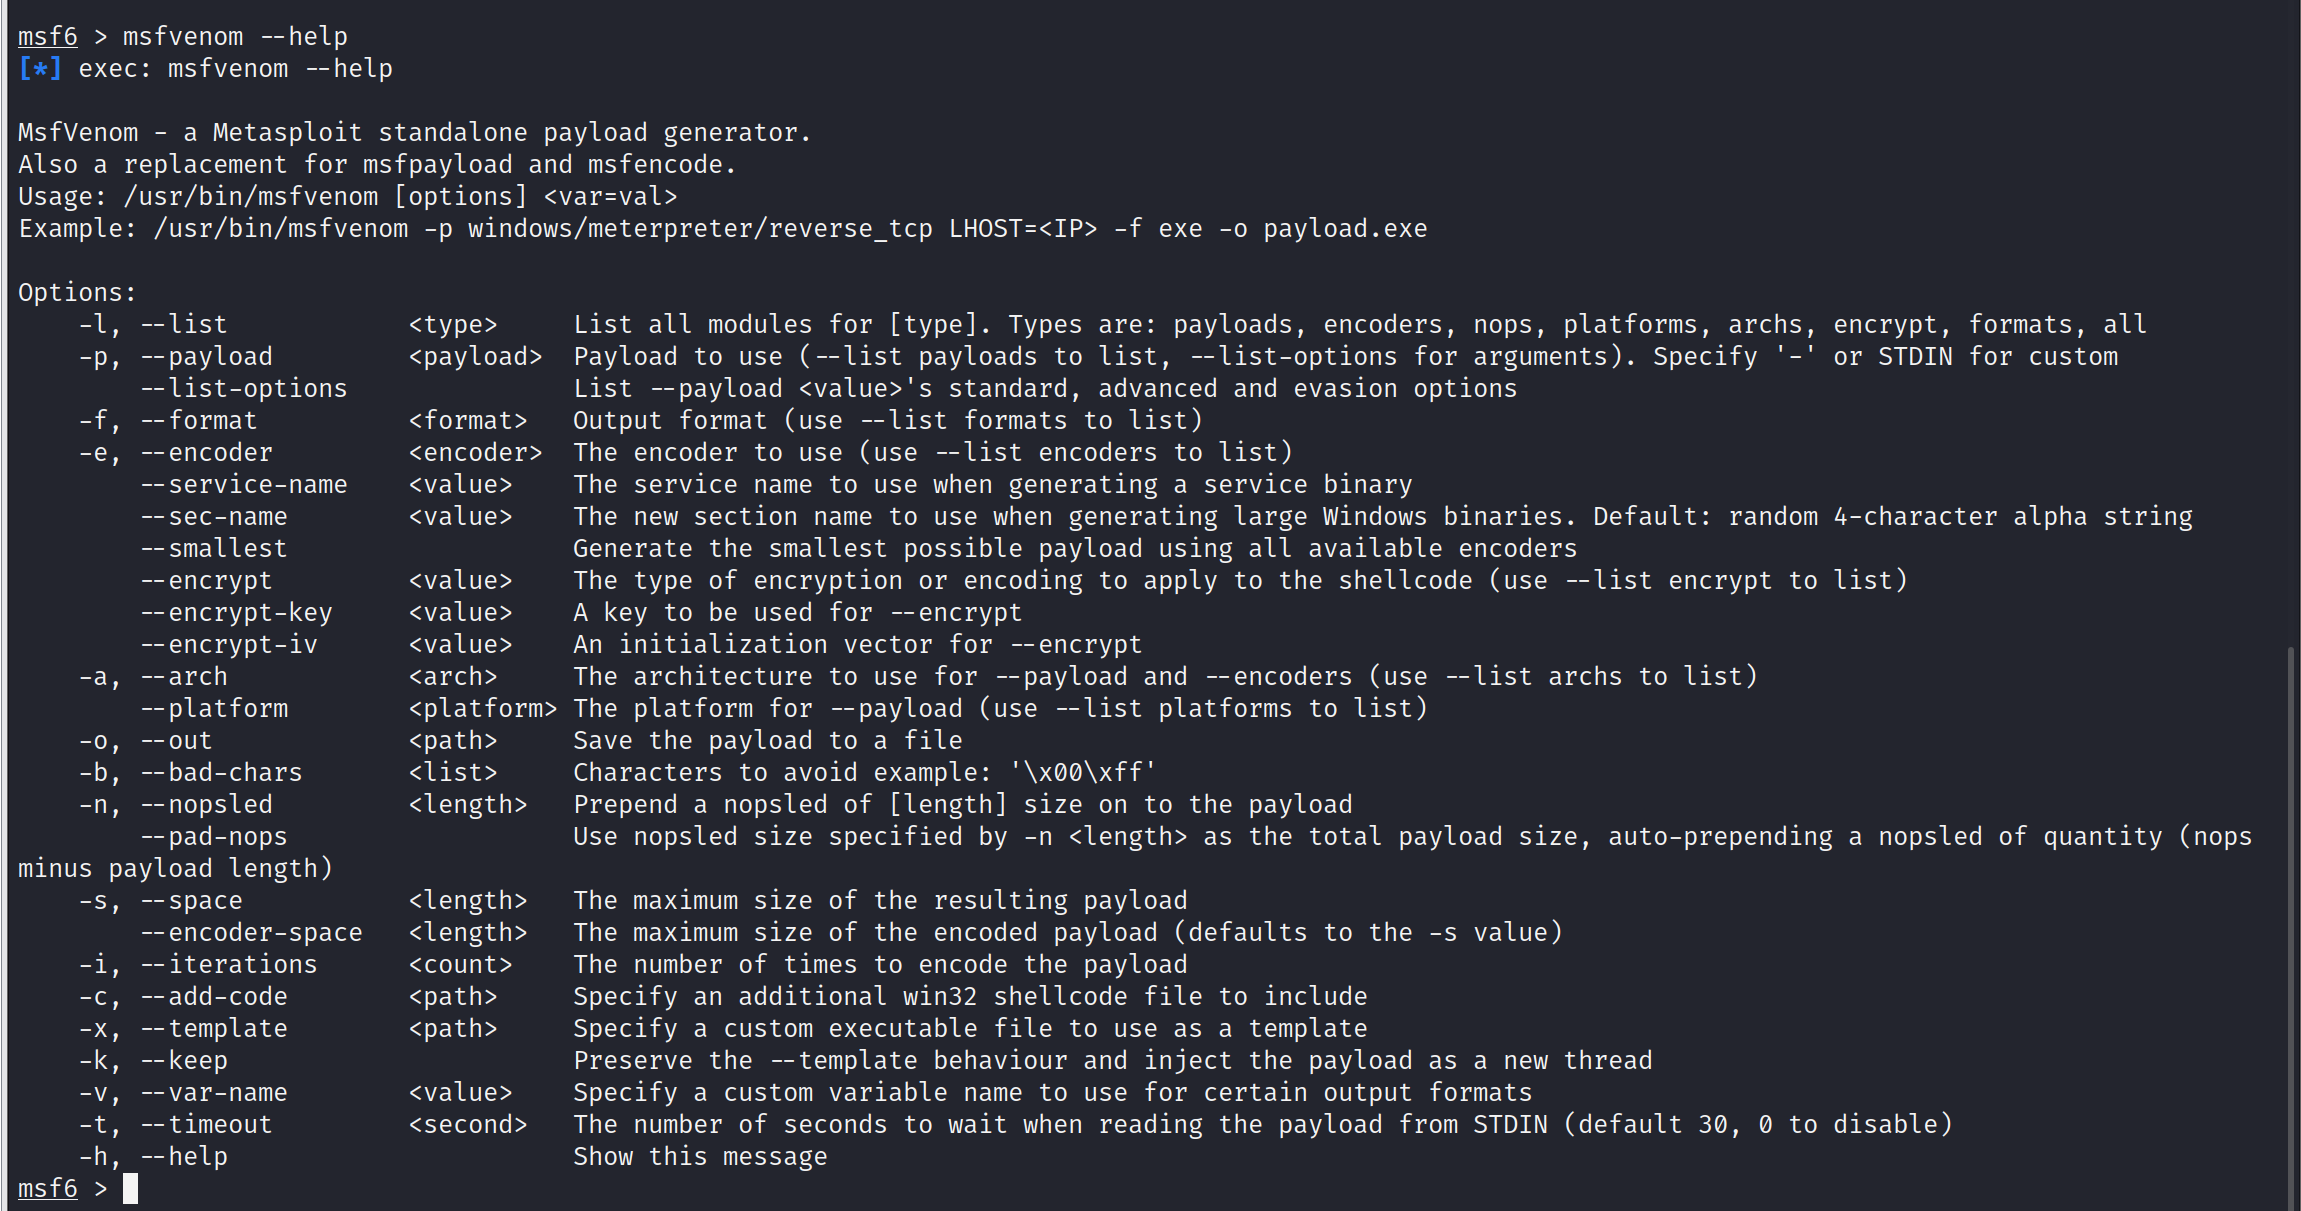 msf6 > msfvenom --help
[*] exec: msfvenom --help
MsfVenom - a Metasploit standalone payload generator.
Also a replacement for msfpayload and msfencode.
Usage: /usr/bin/msfvenom [options] <var=val>
Example: /usr/bin/msfvenom -p windows/meterpreter/reverse_tcp LHOST=<IP> -f exe -o payload.exe
Options:
-l, --list <type> List all modules for [type]. Types are: payloads, encoders, nops, platforms, archs, encrypt, formats, all
-p, --payload <payload> Payload to use (--list payloads to list, --list-options for arguments). Specify '-' or STDIN for custom
--list-options List --payload <value>'s standard, advanced and evasion options
-f, --format <format> Output format (use --list formats to list)
-e, --encoder <encoder> The encoder to use (use --list encoders to list)
--service-name <value> The service name to use when generating a service binary
--sec-name <value> The new section name to use when generating large Windows binaries. Default: random 4-character alpha string
--smallest Generate the smallest possible payload using all available encoders
--encrypt <value> The type of encryption or encoding to apply to the shellcode (use --list encrypt to list)
--encrypt-key <value> A key to be used for --encrypt
--encrypt-iv <value> An initialization vector for --encrypt
-a, --arch <arch> The architecture to use for --payload and --encoders (use --list archs to list)
--platform <platform> The platform for --payload (use --list platforms to list)
-o, --out <path> Save the payload to a file
-b, --bad-chars <list> Characters to avoid example: '\x00\xff'
-n, --nopsled <length> Prepend a nopsled of [length] size on to the payload
--pad-nops Use nopsled size specified by -n <length> as the total payload size, auto-prepending a nopsled of quantity (nops
minus payload length)
-s, --space <length> The maximum size of the resulting payload
--encoder-space <length> The maximum size of the encoded payload (defaults to the -s value)
-i, --iterations <count> The number of times to encode the payload
-c, --add-code <path> Specify an additional win32 shellcode file to include
-x, --template <path> Specify a custom executable file to use as a template
-k, --keep Preserve the --template behaviour and inject the payload as a new thread
-v, --var-name <value> Specify a custom variable name to use for certain output formats
-t, --timeout <second> The number of seconds to wait when reading the payload from STDIN (default 30, 0 to disable)
-h, --help Show this message
msf6 >